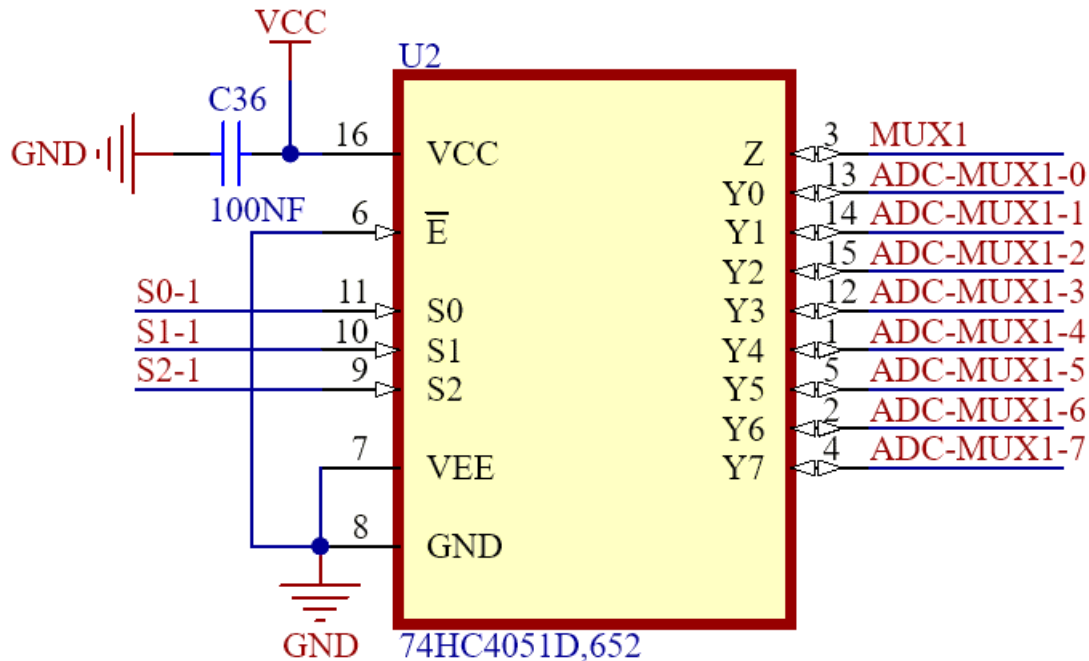 VCC
U2
C36
GND
100NF
16 VCC
6 E
S0-1 11 S0
S1-1 10 S1
S2-1 9 S2
7 VEE
8 GND
GND
Z 3 MUX1
Y0 13 ADC-MUX1-0
Y1 14 ADC-MUX1-1
Y2 15 ADC-MUX1-2
Y3 12 ADC-MUX1-3
Y4 1 ADC-MUX1-4
Y5 5 ADC-MUX1-5
Y6 2 ADC-MUX1-6
Y7 4 ADC-MUX1-7
74HC4051D,652